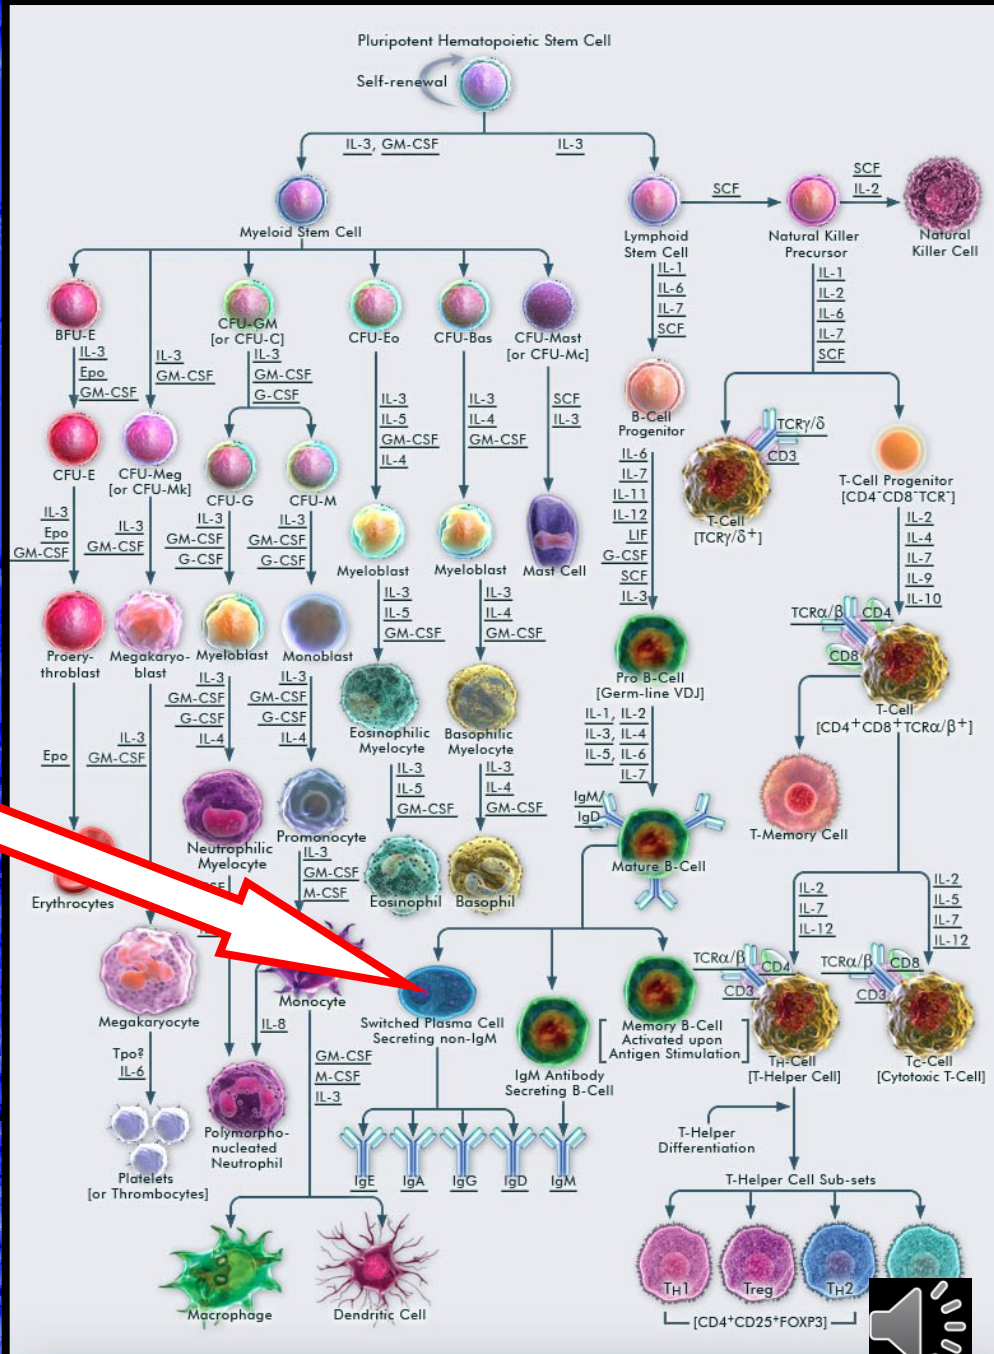 Pluripotent Hematopoietic Stem Cell
Self-renewal
IL-3, GM-CSF
IL-3
Myeloid Stem Cell
Lymphoid
Stem Cell
SCF
Natural Killer
Precursor
SCF
IL-2
Natural
Killer Cell
BFU-E
CFU-GM
[or CFU-C]
CFU-Eo
CFU-Bas
CFU-Mast
[or CFU-Mc]
IL-1
IL-6
IL-7
SCF
IL-1
IL-2
IL-6
IL-7
SCF
IL-3
Epo
GM-CSF
IL-3
GM-CSF
IL-3
GM-CSF
G-CSF
IL-3
IL-5
GM-CSF
IL-4
IL-3
IL-4
GM-CSF
SCF
IL-3
B-Cell
Progenitor
TCRγ/δ
CD3
T-Cell
[TCRγ/δ+]
T-Cell Progenitor
[CD4-CD8-TCR-]
CFU-E
CFU-Meg
[or CFU-Mk]
CFU-G
CFU-M
IL-3
Epo
GM-CSF
IL-3
GM-CSF
IL-3
GM-CSF
G-CSF
IL-3
GM-CSF
G-CSF
Myeloblast
Myeloblast
Mast Cell
IL-6
IL-7
IL-11
IL-12
LIF
G-CSF
SCF
IL-3
IL-2
IL-4
IL-7
IL-9
IL-10
Proery-
throblast
Megakaryo-
blast
Myeloblast
Monoblast
IL-3
IL-5
GM-CSF
IL-3
IL-4
GM-CSF
Pro B-Cell
[Germ-line VDJ]
TCRα/β
CD4
CD8
T-Cell
[CD4+CD8+TCRα/β+]
Epo
IL-3
GM-CSF
IL-3
GM-CSF
G-CSF
IL-4
IL-3
GM-CSF
G-CSF
IL-4
Eosinophilic
Myelocyte
Basophilic
Myelocyte
IL-1, IL-2
IL-3, IL-4
IL-5, IL-6
IL-7
T-Memory Cell
Neutrophilic
Myelocyte
Promonocyte
IL-3
IL-5
GM-CSF
IL-3
IL-4
GM-CSF
IgM/
IgD
Mature B-Cell
Erythrocytes
IL-3
GM-CSF
M-CSF
Eosinophil
Basophil
IL-2
IL-7
IL-12
IL-2
IL-5
IL-7
IL-12
Megakaryocyte
Monocyte
Switched Plasma Cell
Secreting non-IgM
IgM Antibody
Secreting B-Cell
Memory B-Cell
Activated upon
Antigen Stimulation
TCRα/β
CD4
CD3
TH-Cell
[T-Helper Cell]
TCRα/β
CD8
CD3
TC-Cell
[Cytotoxic T-Cell]
Tpo?
IL-6
IL-8
GM-CSF
M-CSF
IL-3
Platelets
[or Thrombocytes]
Polymorpho-
nucleated
Neutrophil
IgE
IgA
IgG
IgD
IgM
T-Helper
Differentiation
T-Helper Cell Sub-sets
Macrophage
Dendritic Cell
TH1
Treg
TH2
[CD4+CD25+FOXP3]